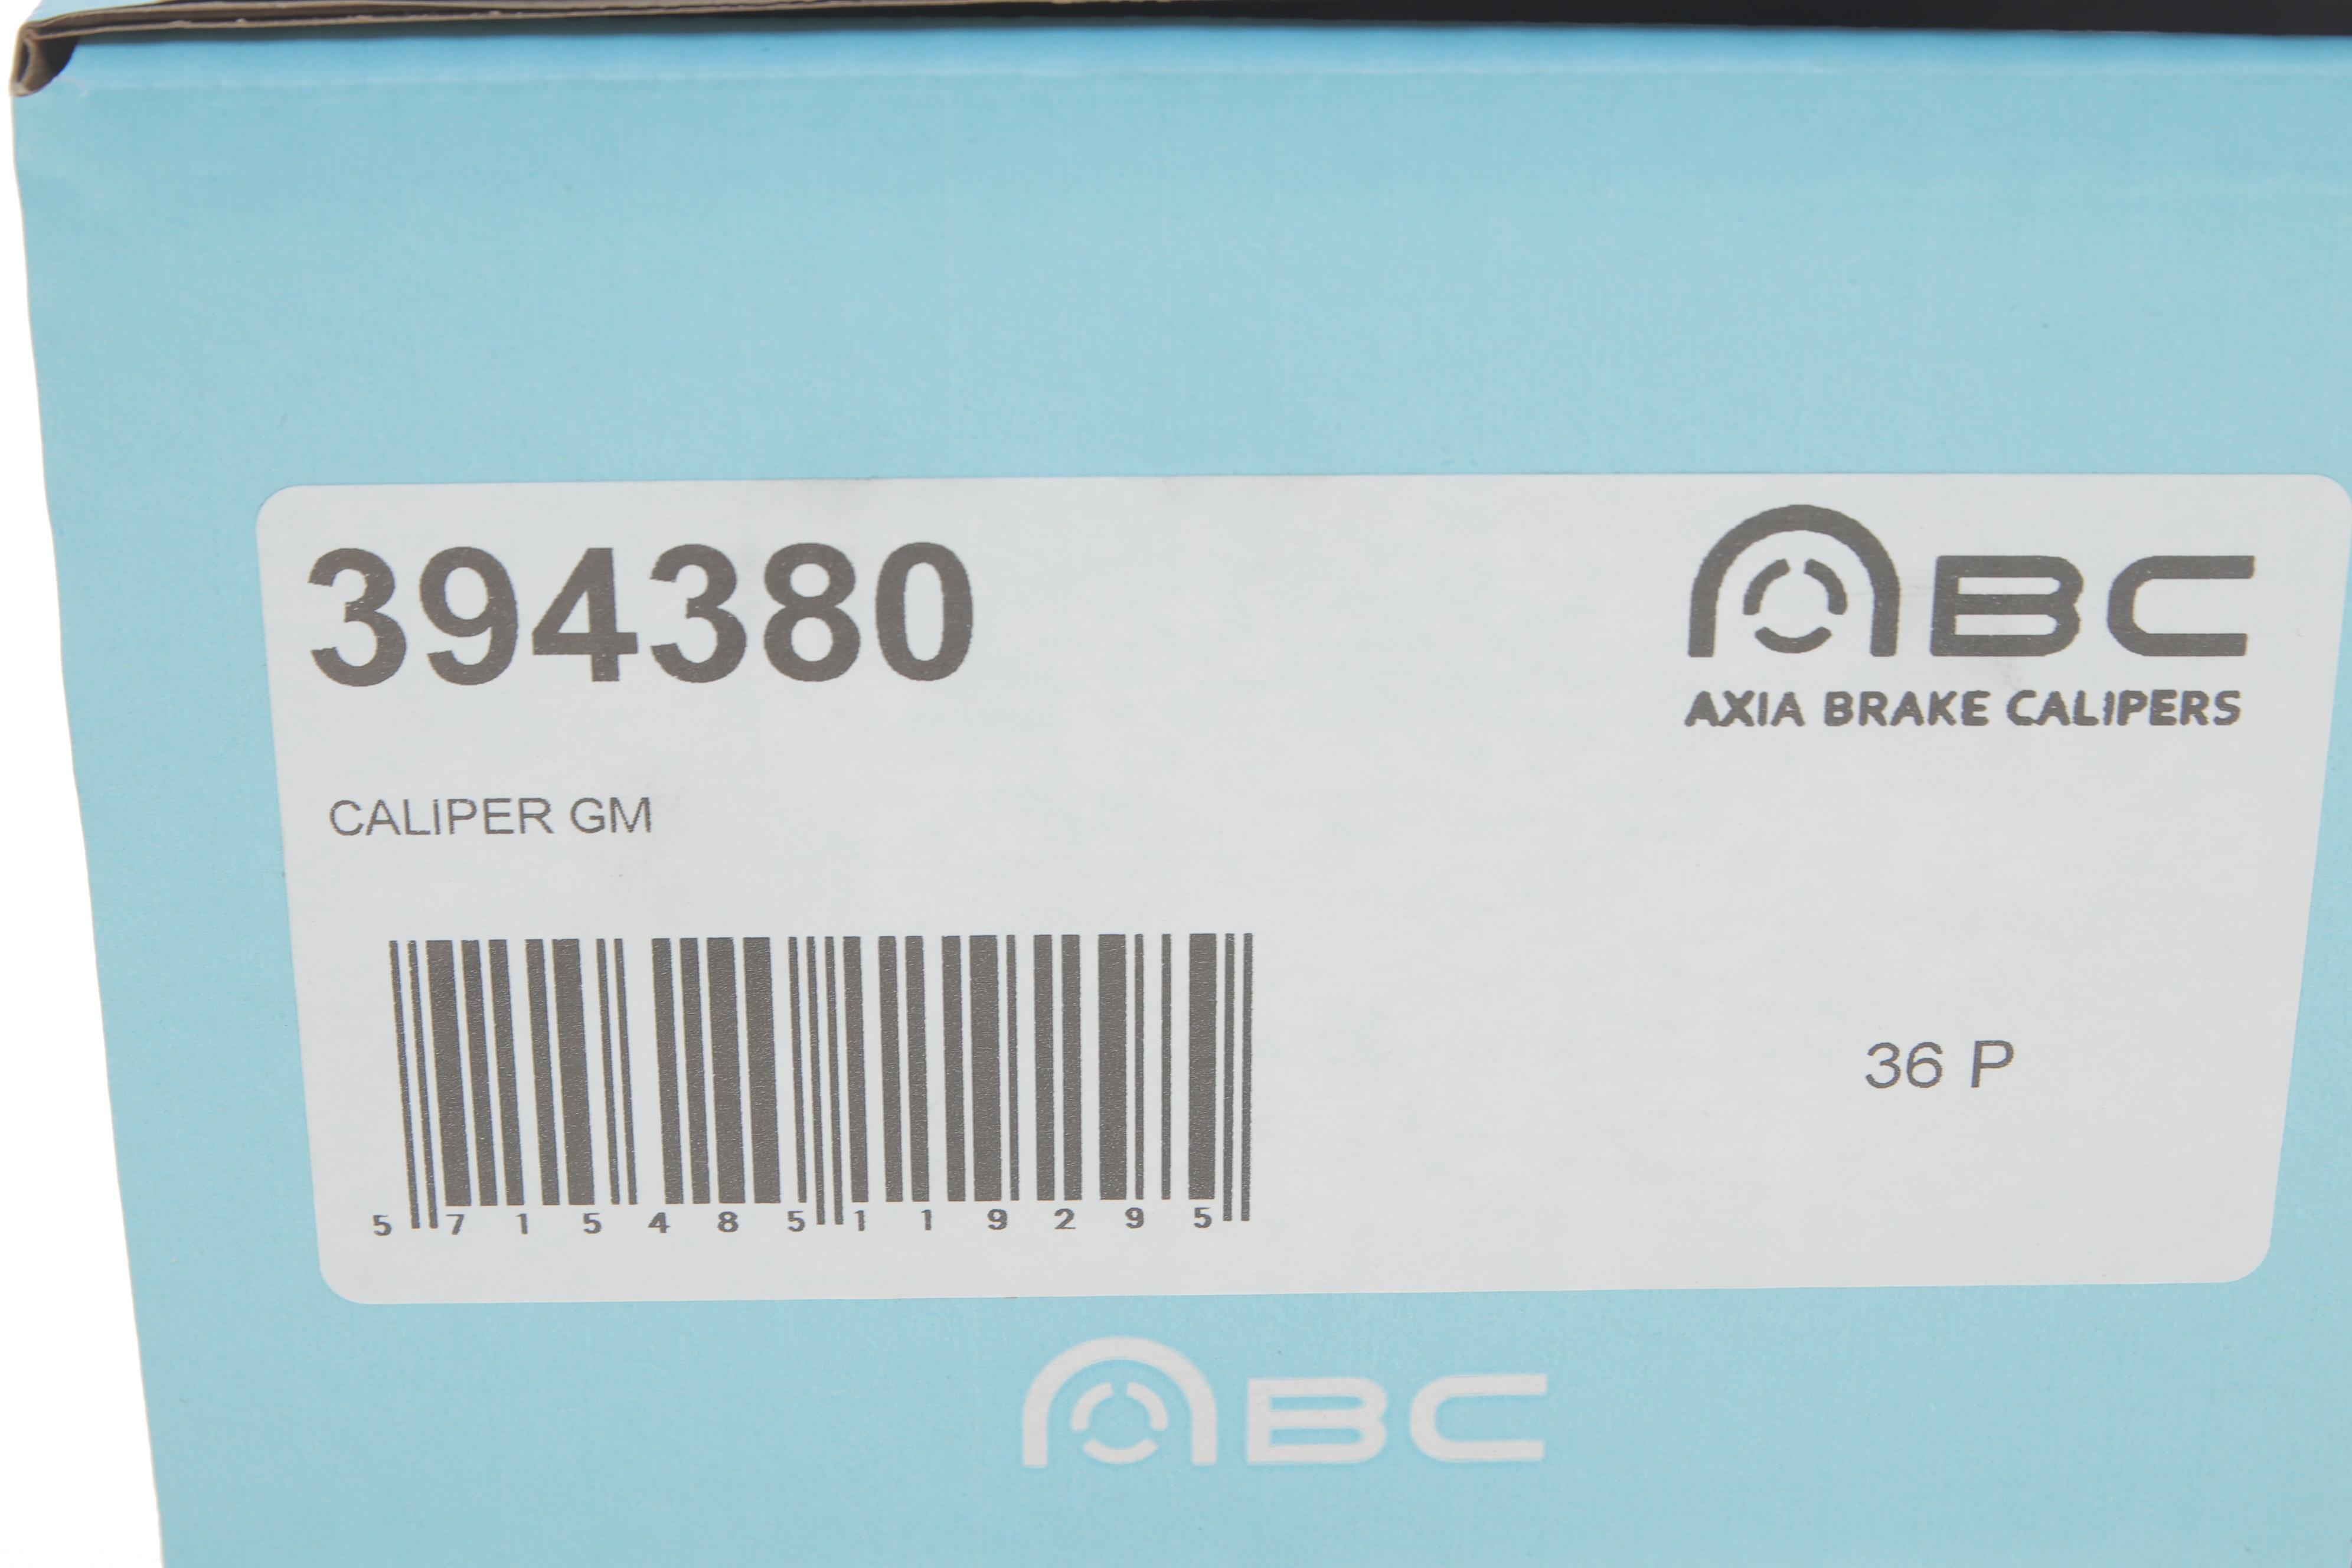 394380
ABC
AXIA BRAKE CALIPERS
CALIPER GM
36 P
5 715485 119295
ABC